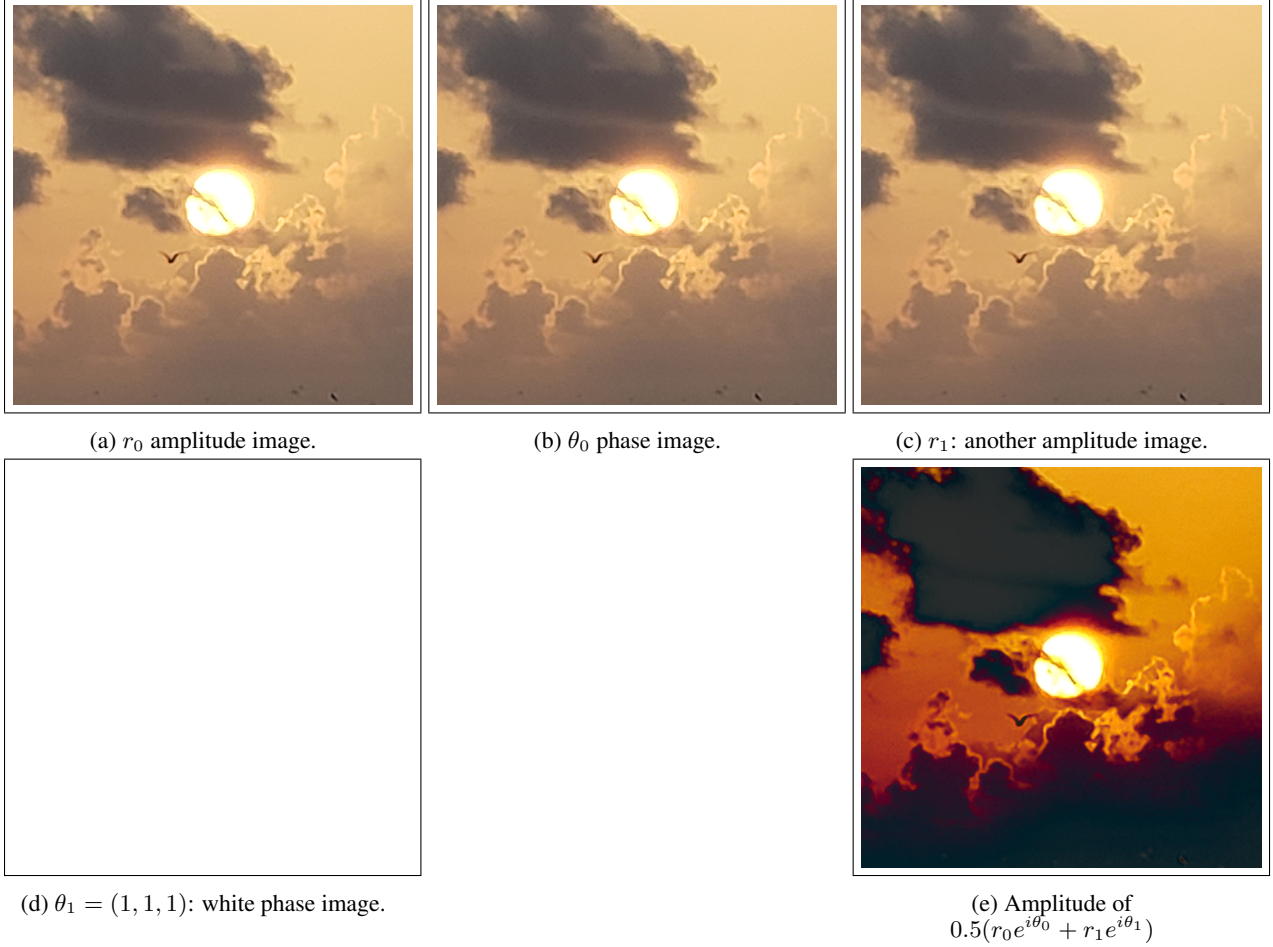 (a) r₀ amplitude image.
(b) θ₀ phase image.
(c) r₁: another amplitude image.
(d) θ₁ = (1, 1, 1): white phase image.
(e) Amplitude of
0.5(r₀e^{iθ₀} + r₁e^{iθ₁})